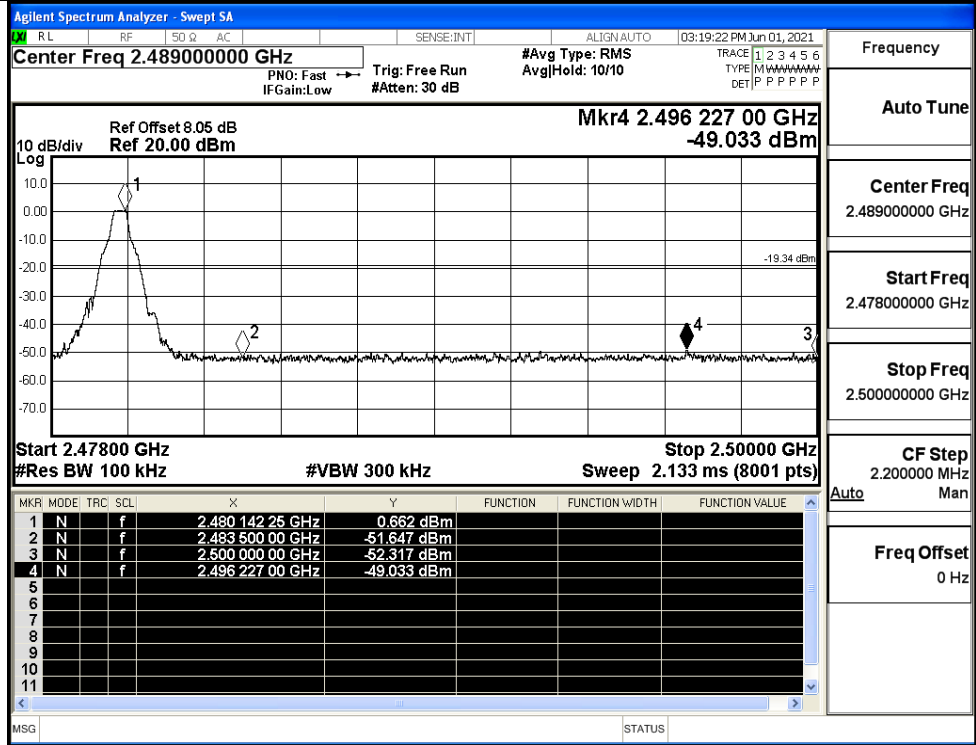 Agilent Spectrum Analyzer - Swept SA
LXI RL RF 50 Ω AC SENSE:INT ALIGN AUTO 03:19:22 PM Jun 01, 2021
Center Freq 2.489000000 GHz
PNO: Fast
IFGain:Low
Trig: Free Run
#Atten: 30 dB
#Avg Type: RMS
Avg|Hold: 10/10
TRACE 1 2 3 4 5 6
TYPE M W W W W W
DET P P P P P P
Ref Offset 8.05 dB
10 dB/div Ref 20.00 dBm
Log
Mkr4 2.496 227 00 GHz
-49.033 dBm
10.0
0.00
-10.0
-20.0
-30.0
-40.0
-50.0
-60.0
-70.0
1
2
3
4
-19.34 dBm
Start 2.47800 GHz Stop 2.50000 GHz
#Res BW 100 kHz #VBW 300 kHz Sweep 2.133 ms (8001 pts)
MKR MODE TRC SCL X Y FUNCTION FUNCTION WIDTH FUNCTION VALUE
1 N f 2.480 142 25 GHz 0.662 dBm
2 N f 2.483 500 00 GHz -51.647 dBm
3 N f 2.500 000 00 GHz -52.317 dBm
4 N f 2.496 227 00 GHz -49.033 dBm
5
6
7
8
9
10
11
MSG STATUS
Frequency
Auto Tune
Center Freq
2.489000000 GHz
Start Freq
2.478000000 GHz
Stop Freq
2.500000000 GHz
CF Step
2.200000 MHz
Auto Man
Freq Offset
0 Hz